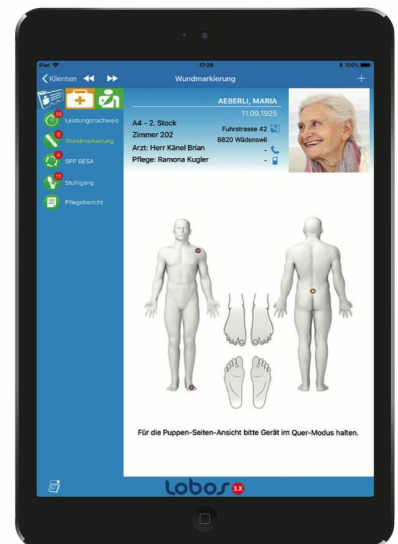 iPad 17:26 100%
Klienten Wundmarkierung +
AEBERLI, MARIA
11.09.1925
A4 - 2. Stock
Zimmer 202
Arzt: Herr Känel Brian
Pflege: Ramona Kugler
Fuhrstrasse 42
8820 Wädenswil
-
-
Leistungsnachweis
Wundmarkierung
SPP BESA
11
Stuhlgang
Pflegebericht
Für die Puppen-Seiten-Ansicht bitte Gerät im Quer-Modus halten.
Lobos 3.X